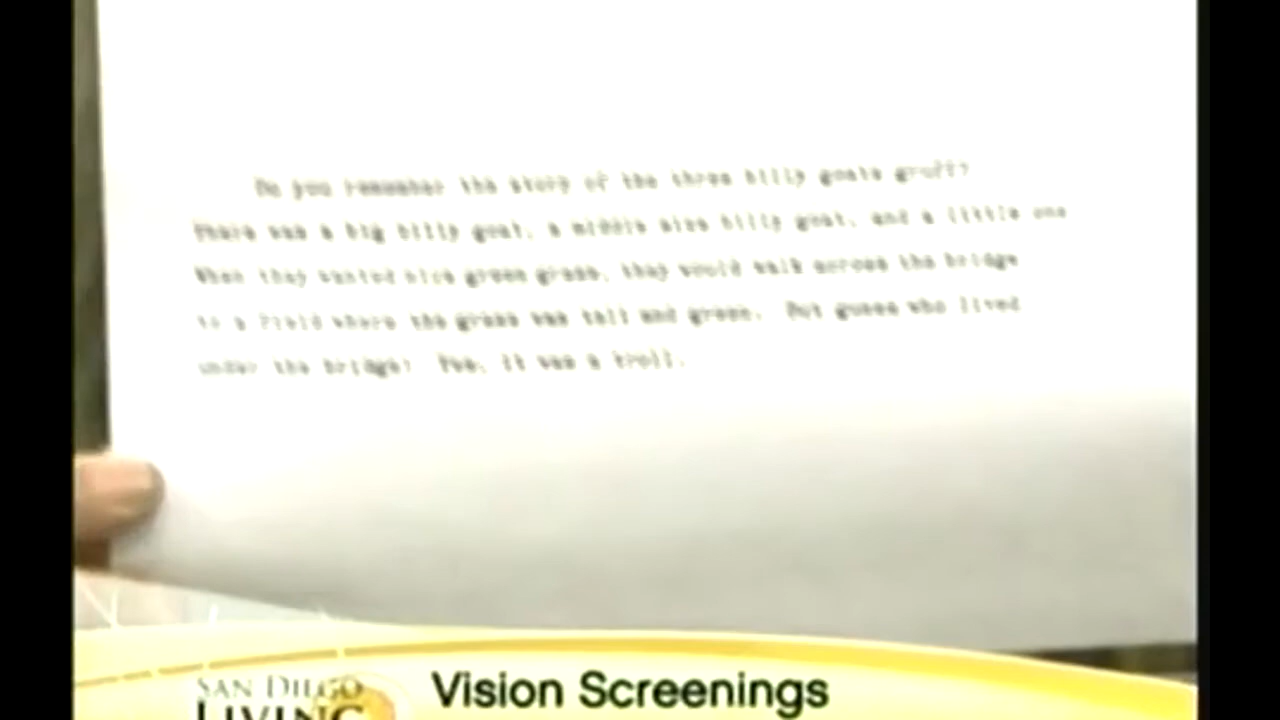 Do you remember the story of the three billy goats gruff?
There was a big billy goat, a middle size billy goat, and a little one
When they wanted nice green grass, they would walk across the bridge
to a field where the grass was tall and green. But guess who lived
under the bridge? Yes, it was a troll.
SAN DIEGO
LIVING
Vision Screenings